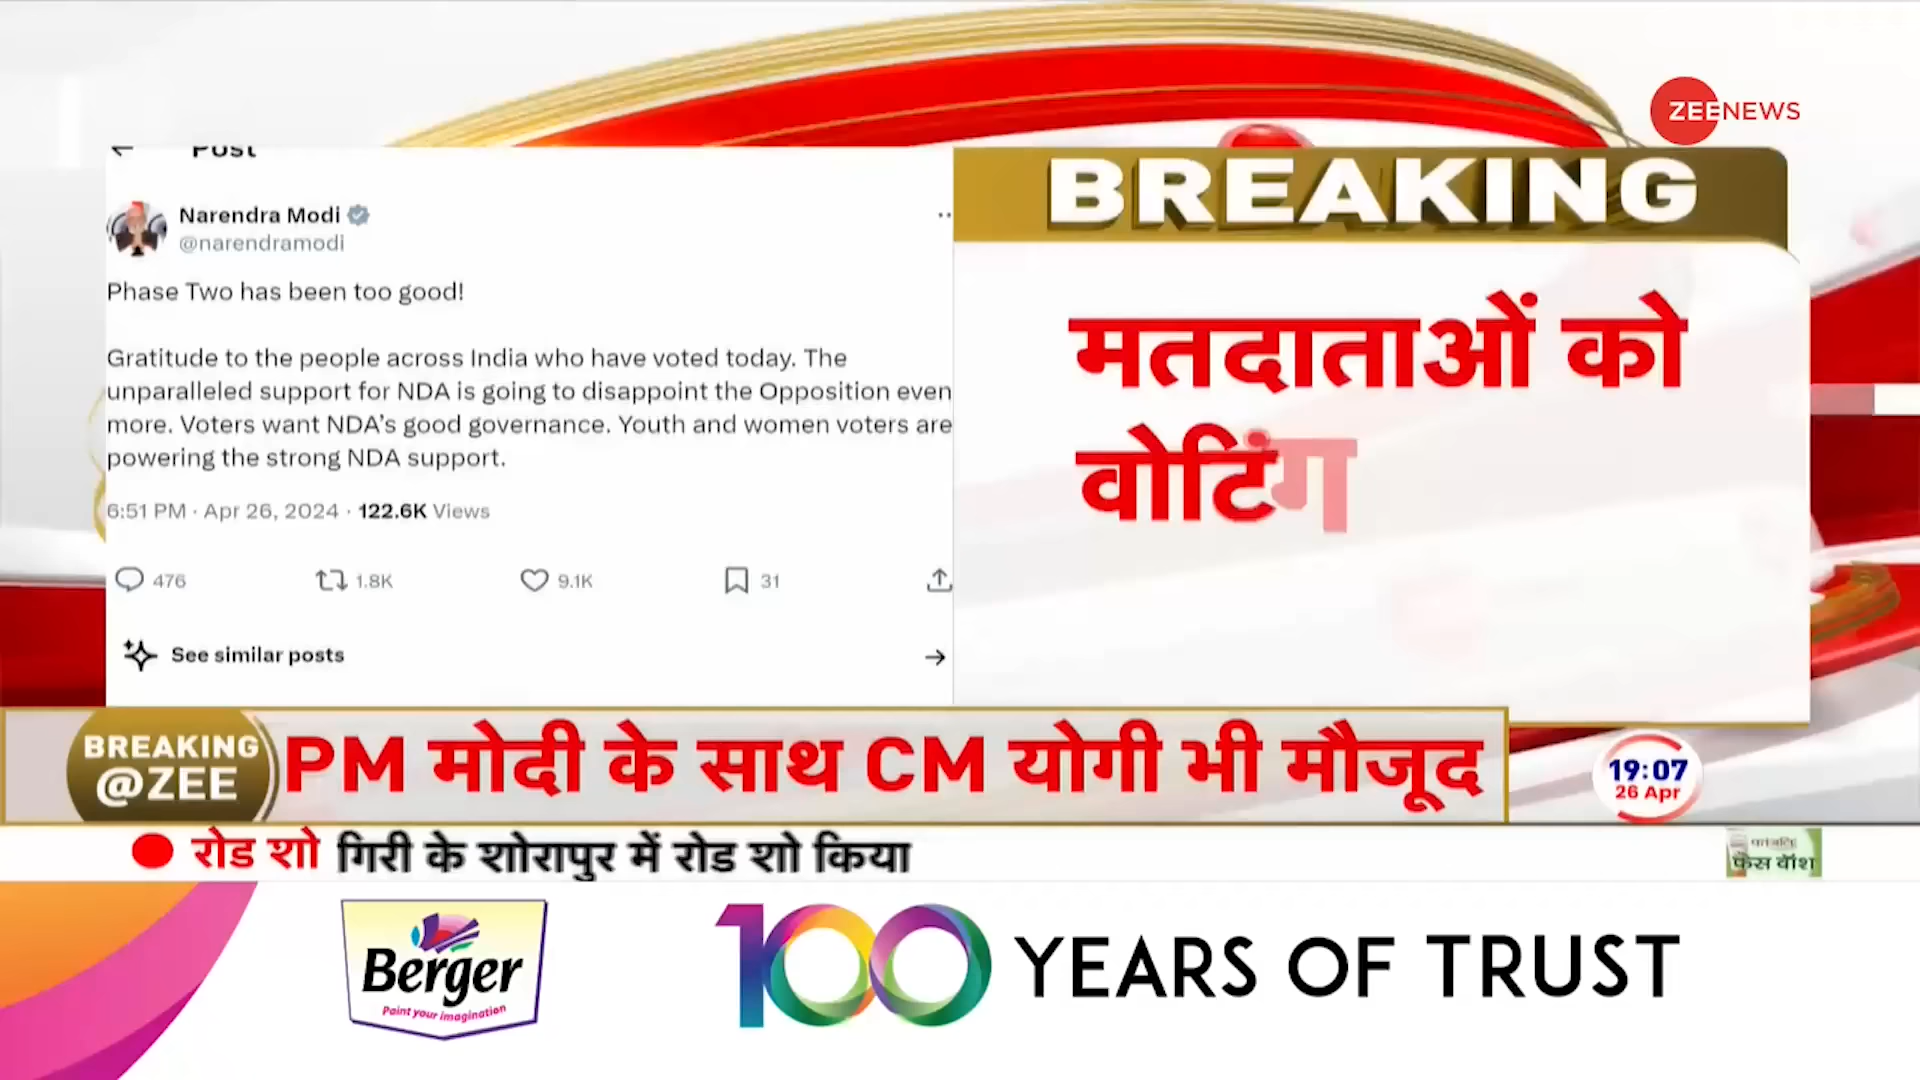 ZEENEWS
Post
BREAKING
Narendra Modi
@narendramodi
Phase Two has been too good!
Gratitude to the people across India who have voted today. The
unparalleled support for NDA is going to disappoint the Opposition even
more. Voters want NDA’s good governance. Youth and women voters are
powering the strong NDA support.
6:51 PM · Apr 26, 2024 · 122.6K Views
476 1.8K 9.1K 31
See similar posts
मतदाताओं को
वोटिंग
BREAKING
@ZEE
PM मोदी के साथ CM योगी भी मौजूद
19:07
26 Apr
रोड शो गिरी के शोरापुर में रोड शो किया
फेस वॉश
Berger
Paint your imagination
100 YEARS OF TRUST